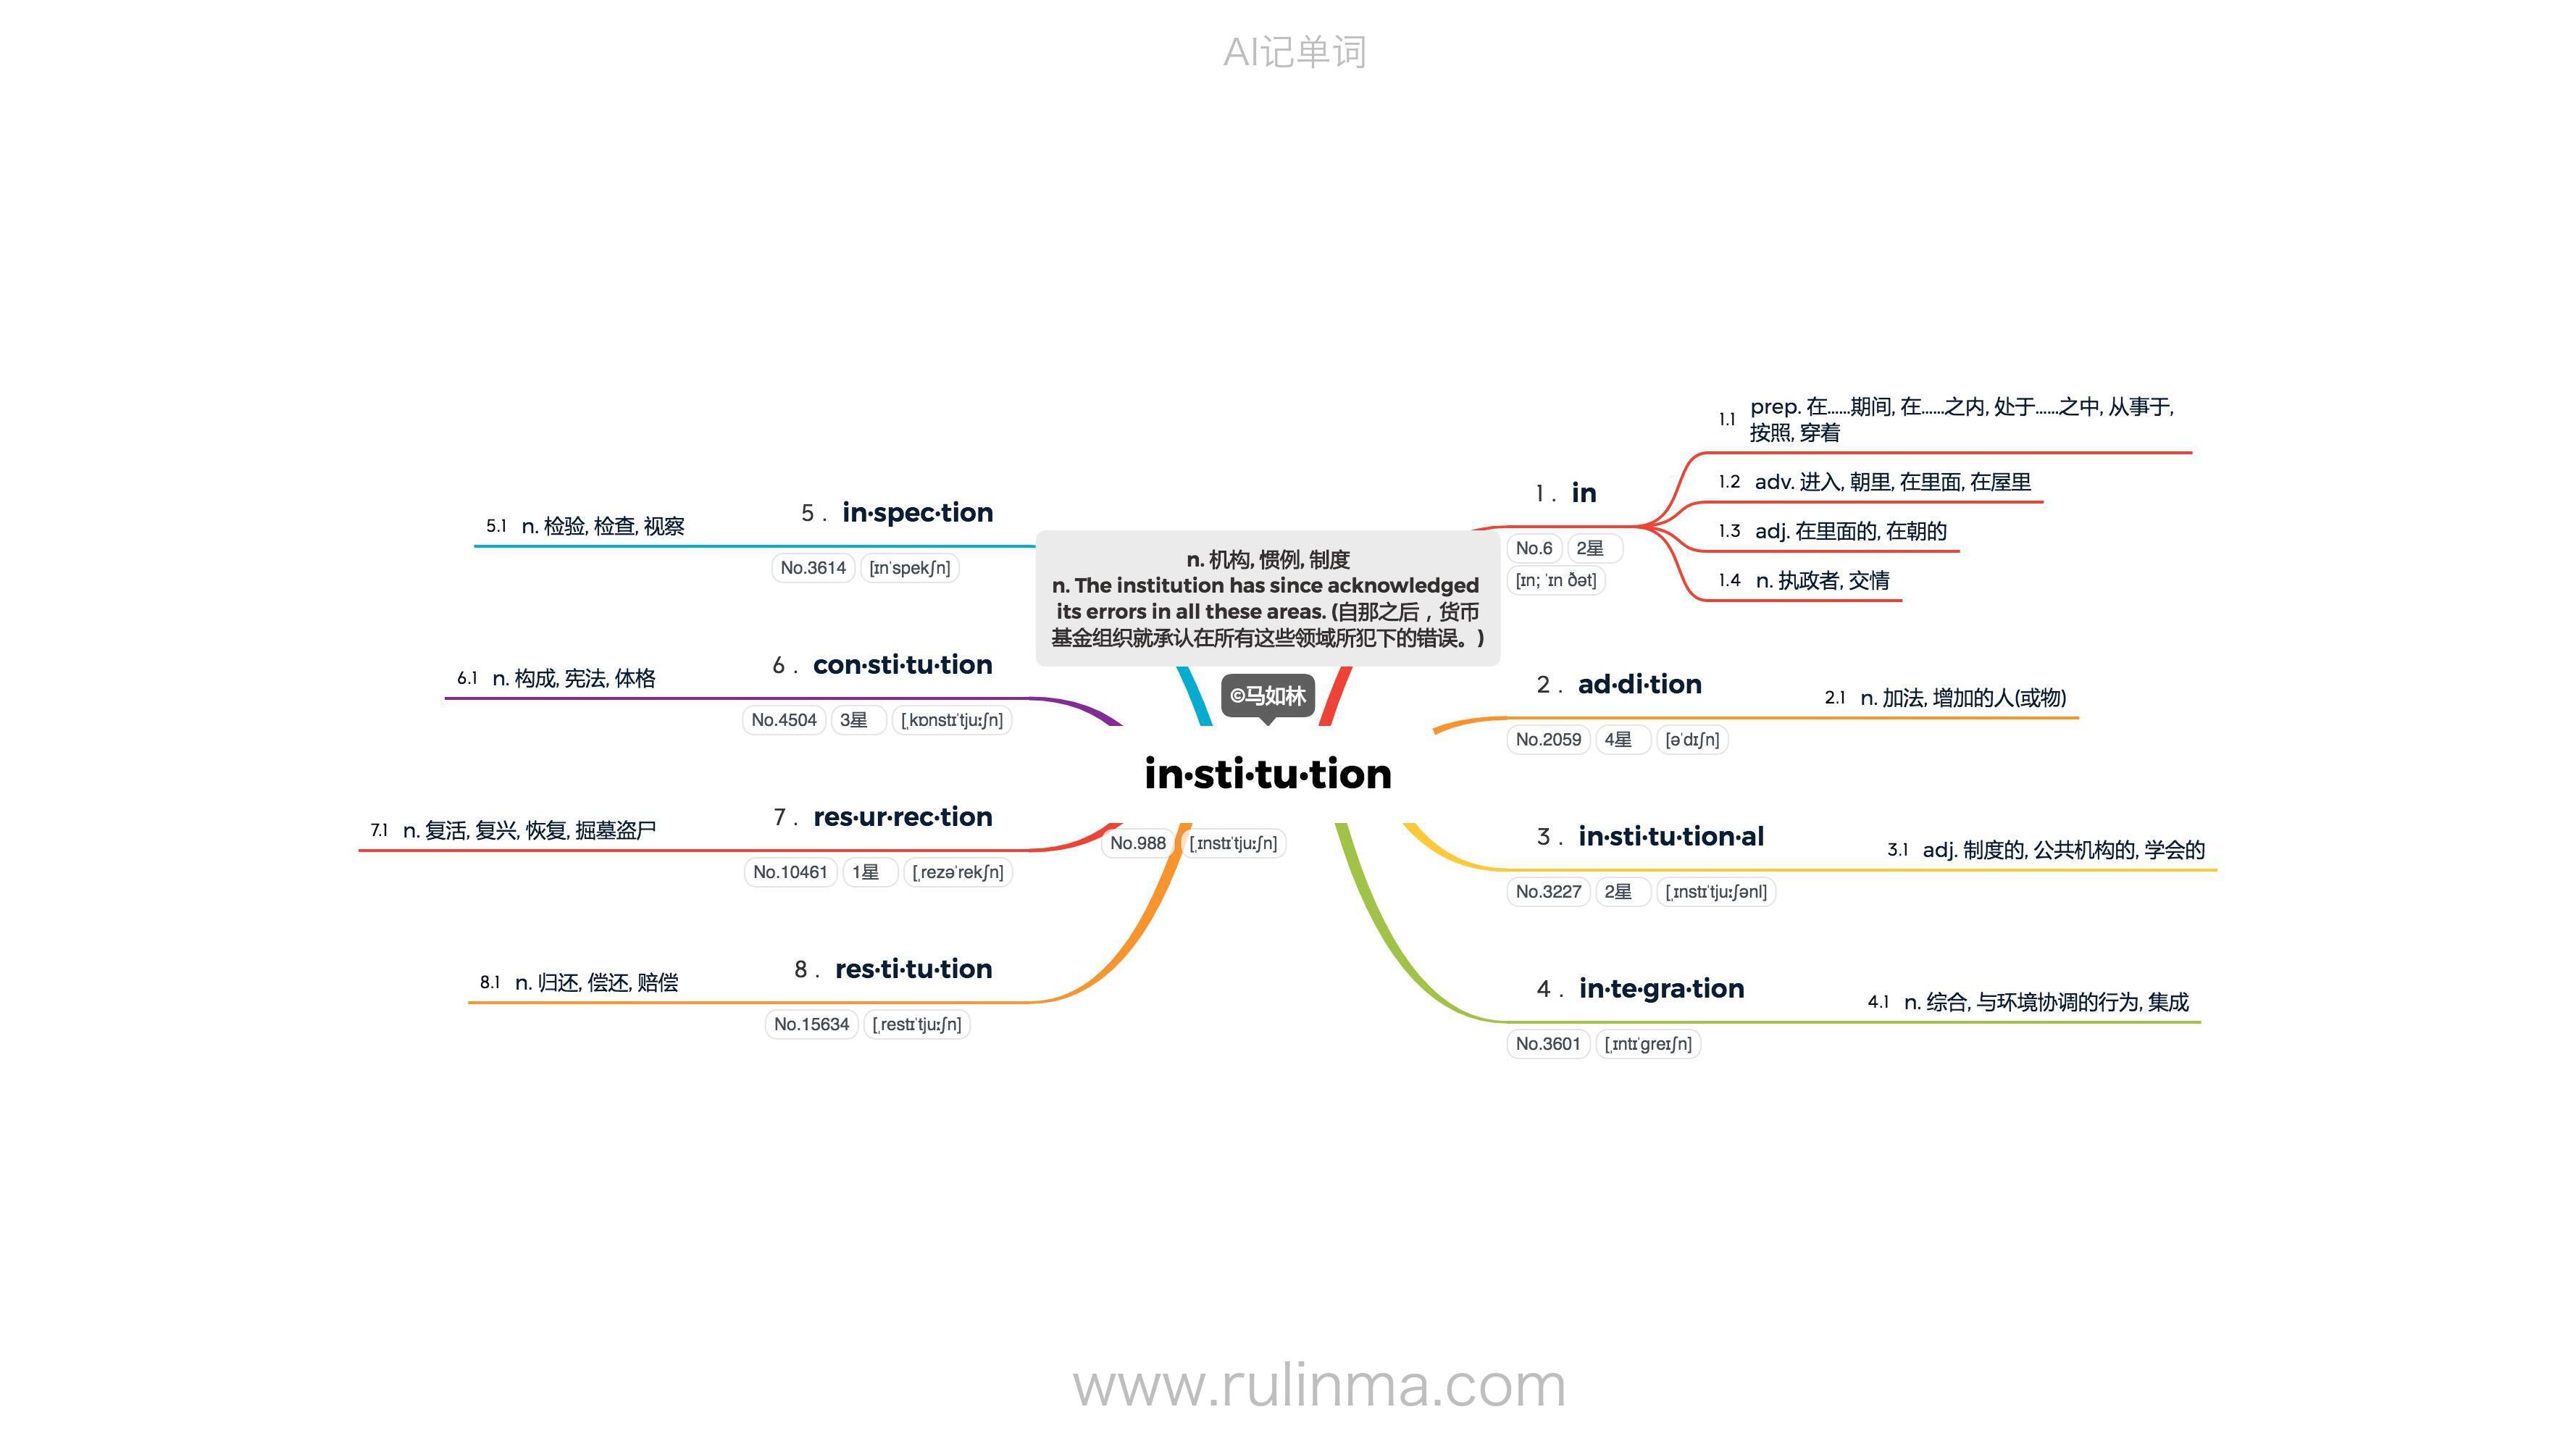 AI记单词
n. 机构, 惯例, 制度
n. The institution has since acknowledged
its errors in all these areas. (自那之后，货币
基金组织就承认在所有这些领域所犯下的错误。)
©马如林
in·sti·tu·tion
No.988 [ˌɪnstɪˈtjuːʃn]
1 . in
No.6 2星
[ɪn; ˈɪn ðət]
1.1 prep. 在……期间, 在……之内, 处于……之中, 从事于,
按照, 穿着
1.2 adv. 进入, 朝里, 在里面, 在屋里
1.3 adj. 在里面的, 在朝的
1.4 n. 执政者, 交情
2 . ad·di·tion
No.2059 4星 [əˈdɪʃn]
2.1 n. 加法, 增加的人(或物)
3 . in·sti·tu·tion·al
No.3227 2星 [ˌɪnstɪˈtjuːʃənl]
3.1 adj. 制度的, 公共机构的, 学会的
4 . in·te·gra·tion
No.3601 [ˌɪntɪˈɡreɪʃn]
4.1 n. 综合, 与环境协调的行为, 集成
5 . in·spec·tion
No.3614 [ɪnˈspekʃn]
5.1 n. 检验, 检查, 视察
6 . con·sti·tu·tion
No.4504 3星 [ˌkɒnstɪˈtjuːʃn]
6.1 n. 构成, 宪法, 体格
7 . res·ur·rec·tion
No.10461 1星 [ˌrezəˈrekʃn]
7.1 n. 复活, 复兴, 恢复, 掘墓盗尸
8 . res·ti·tu·tion
No.15634 [ˌrestɪˈtjuːʃn]
8.1 n. 归还, 偿还, 赔偿
www.rulinma.com